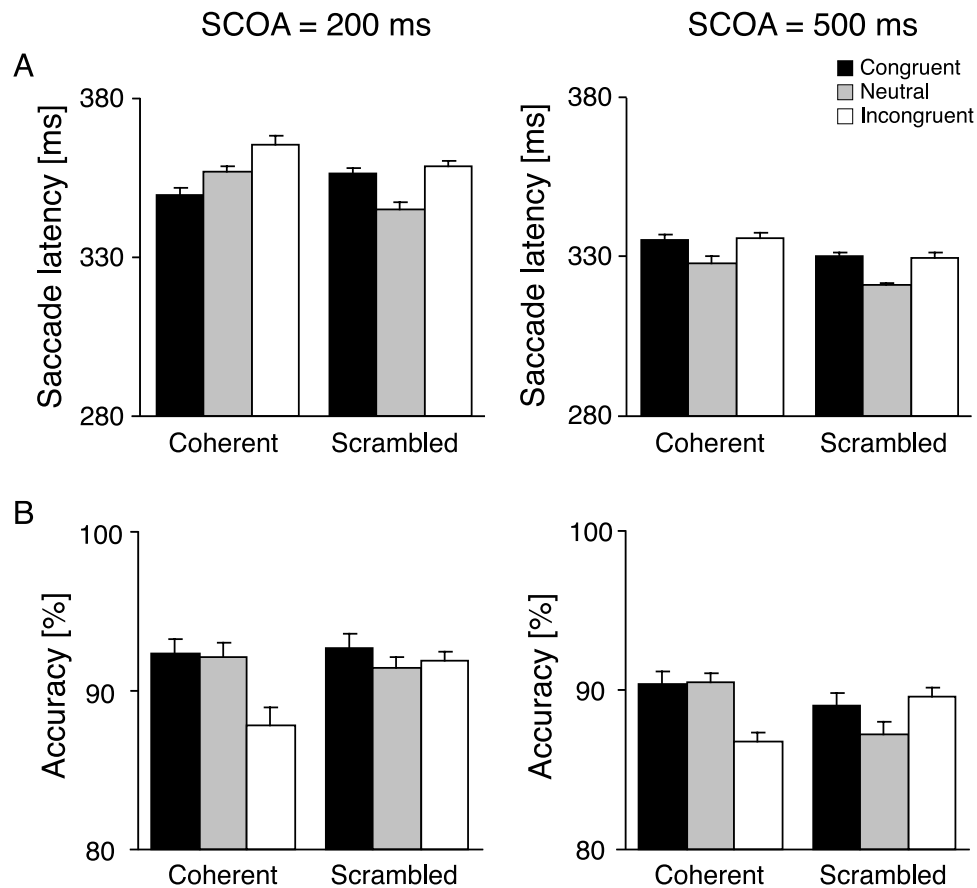 SCOA = 200 ms
SCOA = 500 ms
A
Congruent
Neutral
Incongruent
Saccade latency [ms]
380
330
280
Coherent Scrambled
Saccade latency [ms]
380
330
280
Coherent Scrambled
B
Accuracy [%]
100
90
80
Coherent Scrambled
Accuracy [%]
100
90
80
Coherent Scrambled